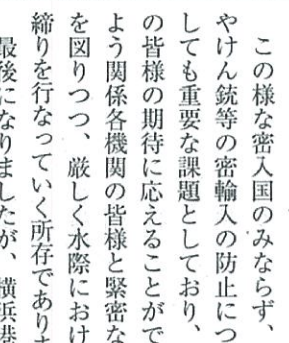 この様な密入国のみならず、
やけん銃等の密輸入の防止につ
しても重要な課題としており、
の皆様の期待に応えることがで
よう関係各機関の皆様と緊密な
を図りつつ、厳しく水際におけ
締りを行なっていく所存であります
最後になりましたが、横浜港